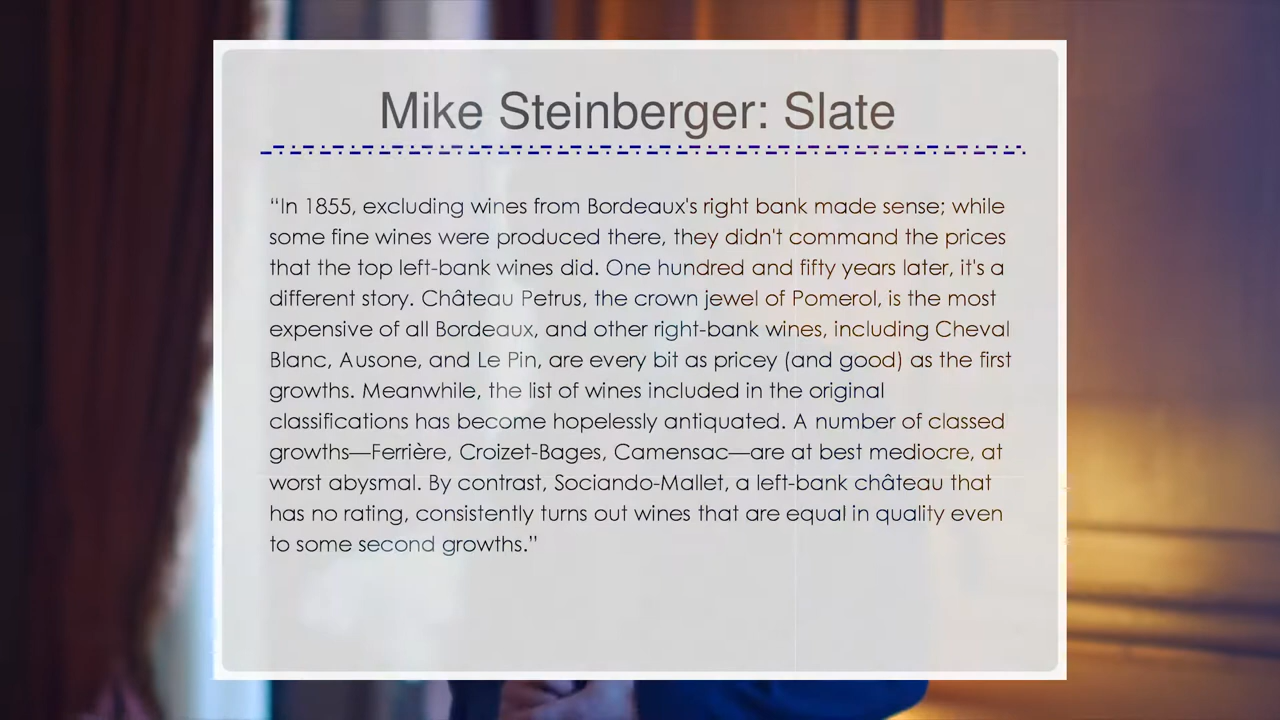 Mike Steinberger: Slate
“In 1855, excluding wines from Bordeaux's right bank made sense; while
some fine wines were produced there, they didn't command the prices
that the top left-bank wines did. One hundred and fifty years later, it's a
different story. Château Petrus, the crown jewel of Pomerol, is the most
expensive of all Bordeaux, and other right-bank wines, including Cheval
Blanc, Ausone, and Le Pin, are every bit as pricey (and good) as the first
growths. Meanwhile, the list of wines included in the original
classifications has become hopelessly antiquated. A number of classed
growths—Ferrière, Croizet-Bages, Camensac—are at best mediocre, at
worst abysmal. By contrast, Sociando-Mallet, a left-bank château that
has no rating, consistently turns out wines that are equal in quality even
to some second growths.”